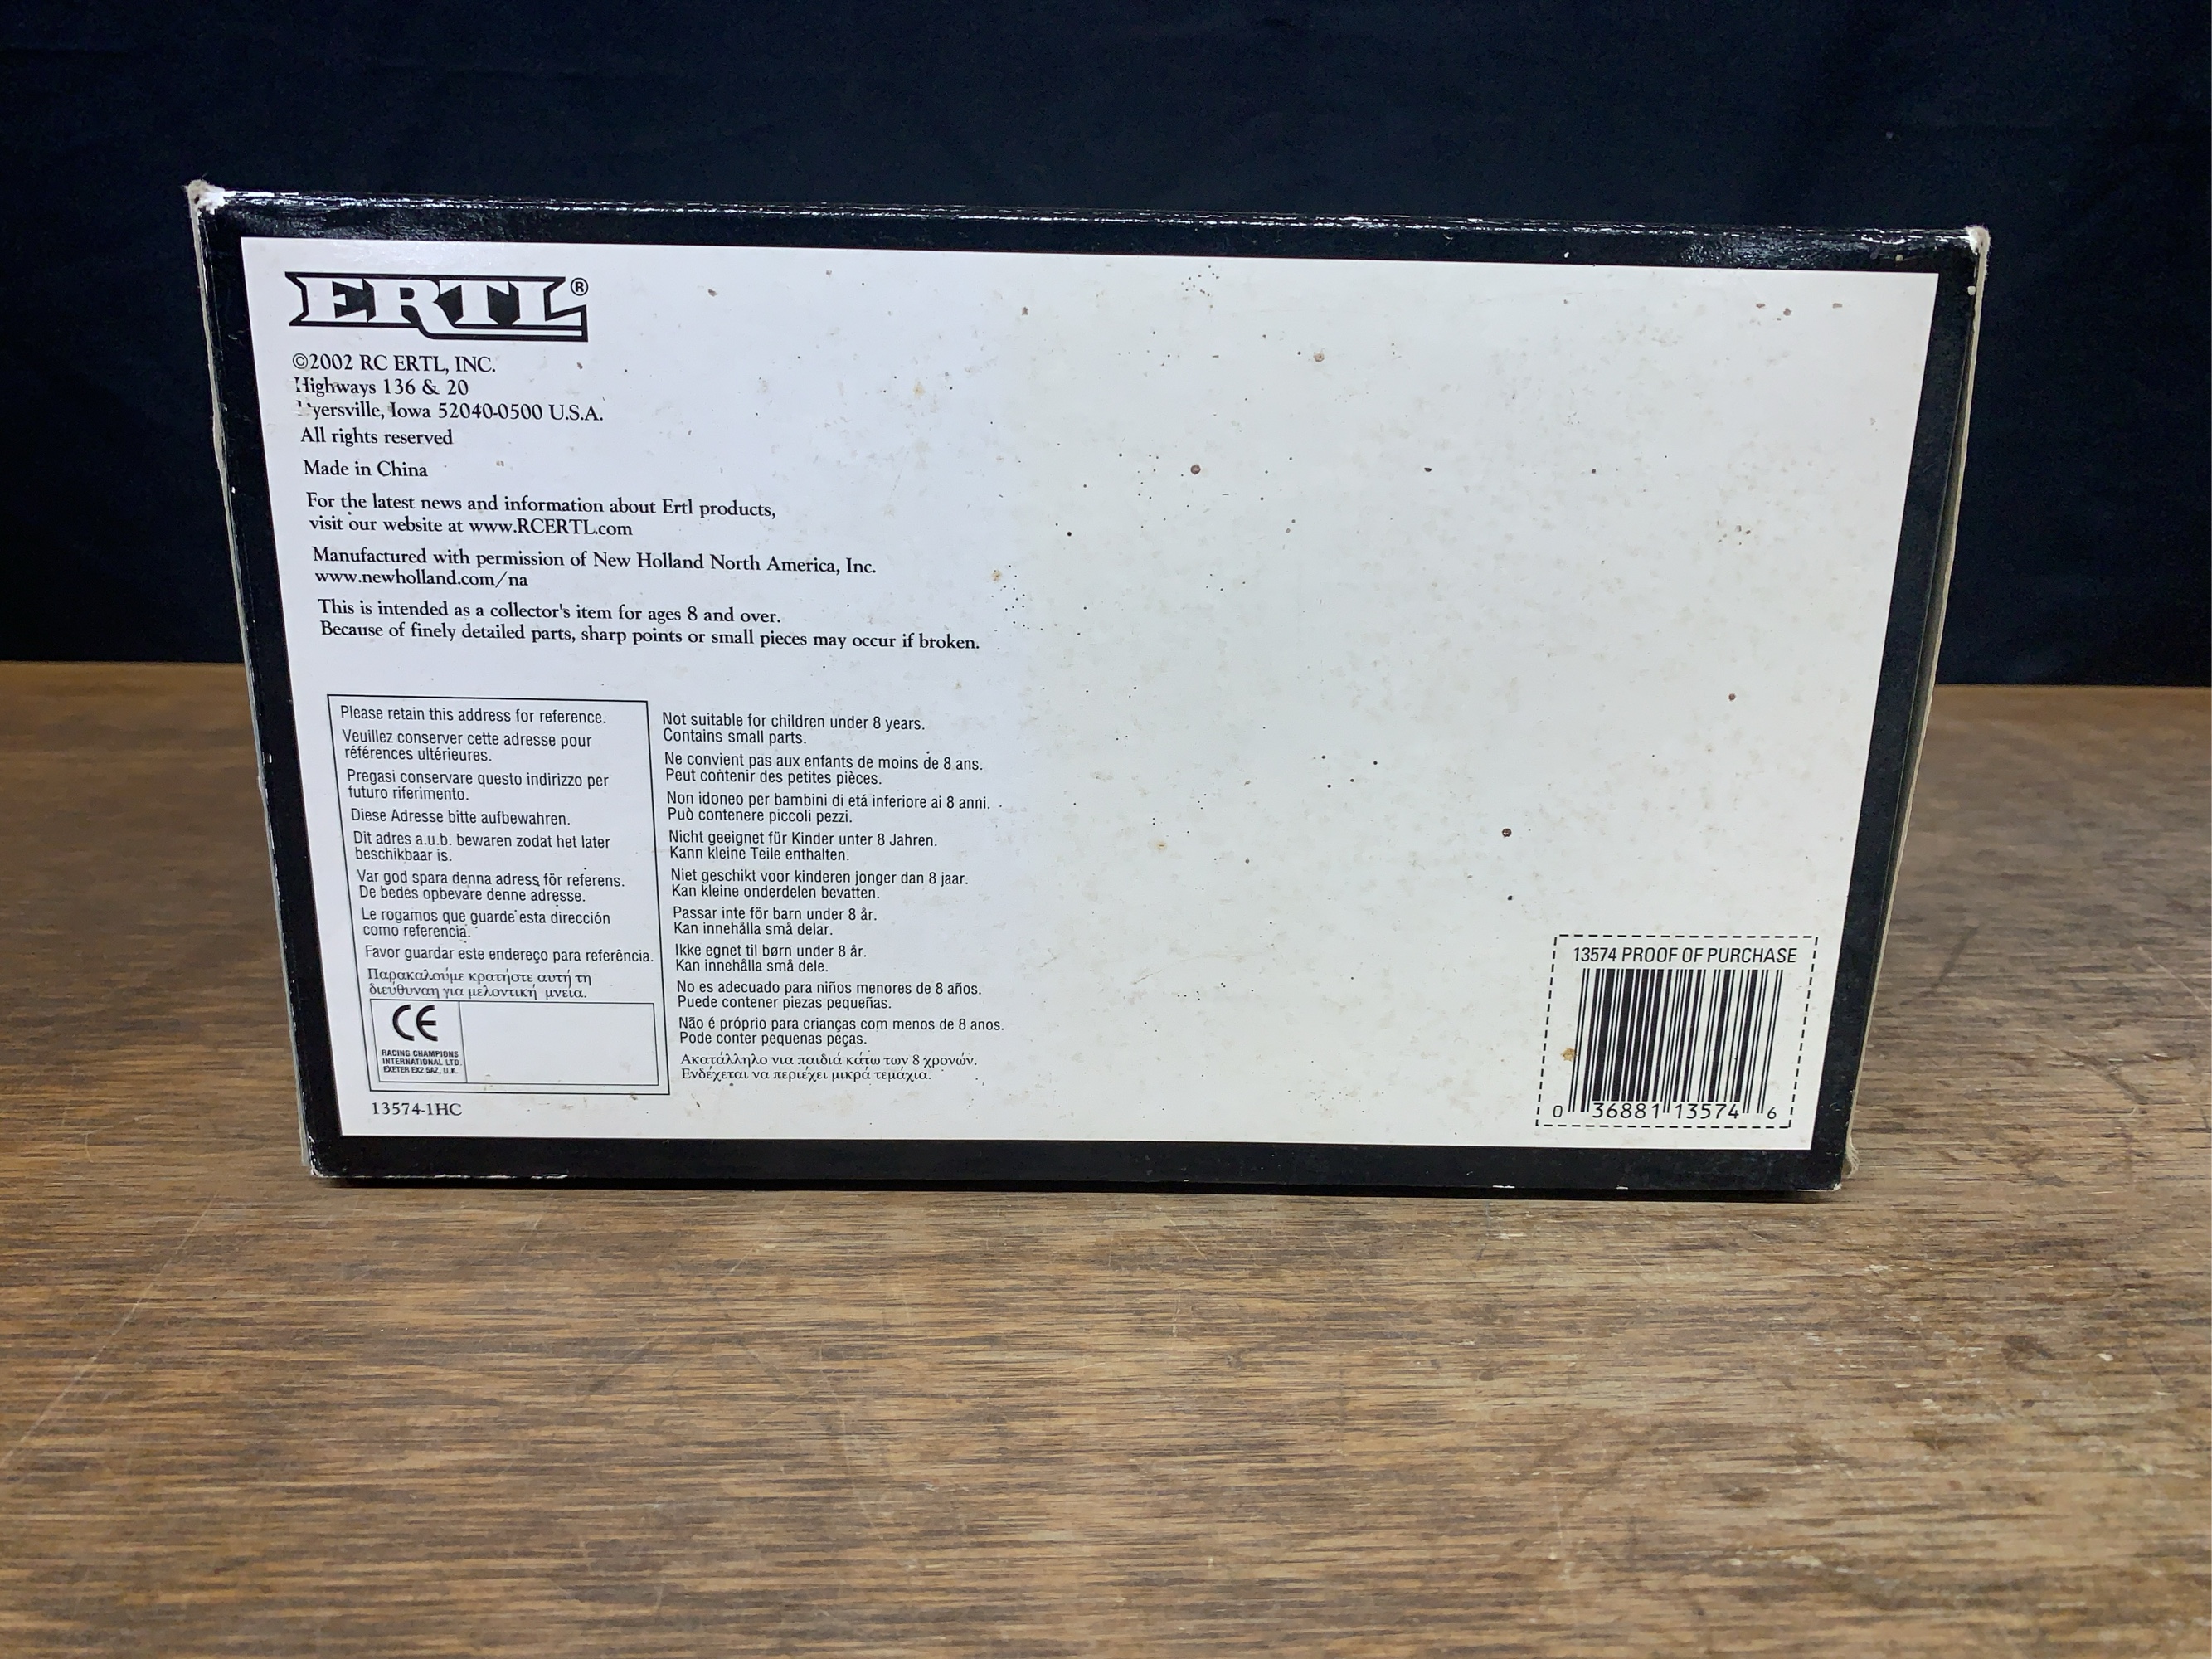 ERTL®
©2002 RC ERTL, INC.
Highways 136 & 20
Dyersville, Iowa 52040-0500 U.S.A.
All rights reserved
Made in China
For the latest news and information about Ertl products,
visit our website at www.RCERTL.com
Manufactured with permission of New Holland North America, Inc.
www.newholland.com/na
This is intended as a collector's item for ages 8 and over.
Because of finely detailed parts, sharp points or small pieces may occur if broken.
Please retain this address for reference.
Veuillez conserver cette adresse pour
références ultérieures.
Pregasi conservare questo indirizzo per
futuro riferimento.
Diese Adresse bitte aufbewahren.
Dit adres a.u.b. bewaren zodat het later
beschikbaar is.
Var god spara denna adress för referens.
De bedes opbevare denne adresse.
Le rogamos que guarde esta dirección
como referencia.
Favor guardar este endereço para referência.
Παρακαλούμε κρατήστε αυτή τη
διεύθυναη για μελοντική μνεία.
CE
RACING CHAMPIONS
INTERNATIONAL LTD
EXETER EX2 5AZ, U.K.
13574-1HC
Not suitable for children under 8 years.
Contains small parts.
Ne convient pas aux enfants de moins de 8 ans.
Peut contenir des petites pièces.
Non idoneo per bambini di etá inferiore ai 8 anni.
Può contenere piccoli pezzi.
Nicht geeignet für Kinder unter 8 Jahren.
Kann kleine Teile enthalten.
Niet geschikt voor kinderen jonger dan 8 jaar.
Kan kleine onderdelen bevatten.
Passar inte för barn under 8 år.
Kan innehålla små delar.
Ikke egnet til børn under 8 år.
Kan innehålla små dele.
No es adecuado para niños menores de 8 años.
Puede contener piezas pequeñas.
Não é próprio para crianças com menos de 8 anos.
Pode conter pequenas peças.
Ακατάλληλο νια παιδιά κάτω των 8 χρονών.
Ενδέχεται να περιέχει μικρά τεμάχια.
13574 PROOF OF PURCHASE
0 36881 13574 6